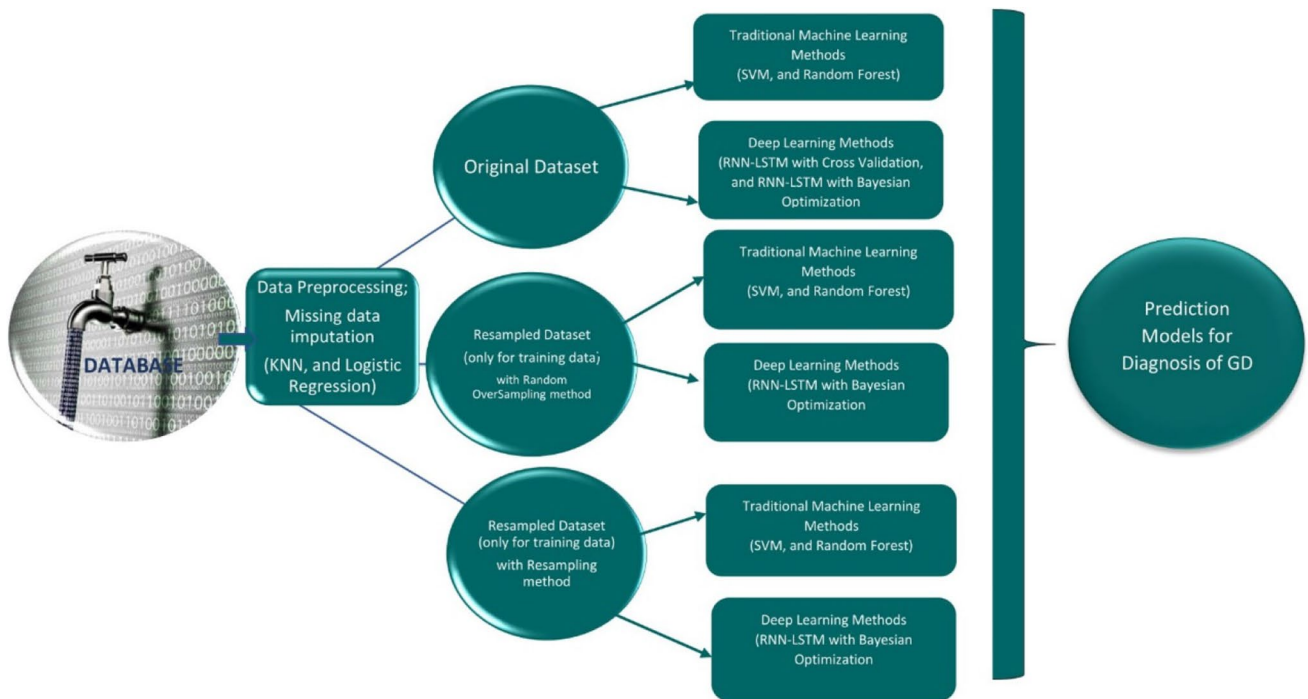 DATABASE
Data Preprocessing;
Missing data
imputation
(KNN, and Logistic
Regression)
Original Dataset
Traditional Machine Learning
Methods
(SVM, and Random Forest)
Deep Learning Methods
(RNN-LSTM with Cross Validation,
and RNN-LSTM with Bayesian
Optimization
Resampled Dataset
(only for training data)
with Random
OverSampling method
Traditional Machine Learning
Methods
(SVM, and Random Forest)
Deep Learning Methods
(RNN-LSTM with Bayesian
Optimization
Resampled Dataset
(only for training data)
with Resampling
method
Traditional Machine Learning
Methods
(SVM, and Random Forest)
Deep Learning Methods
(RNN-LSTM with Bayesian
Optimization
Prediction
Models for
Diagnosis of GD